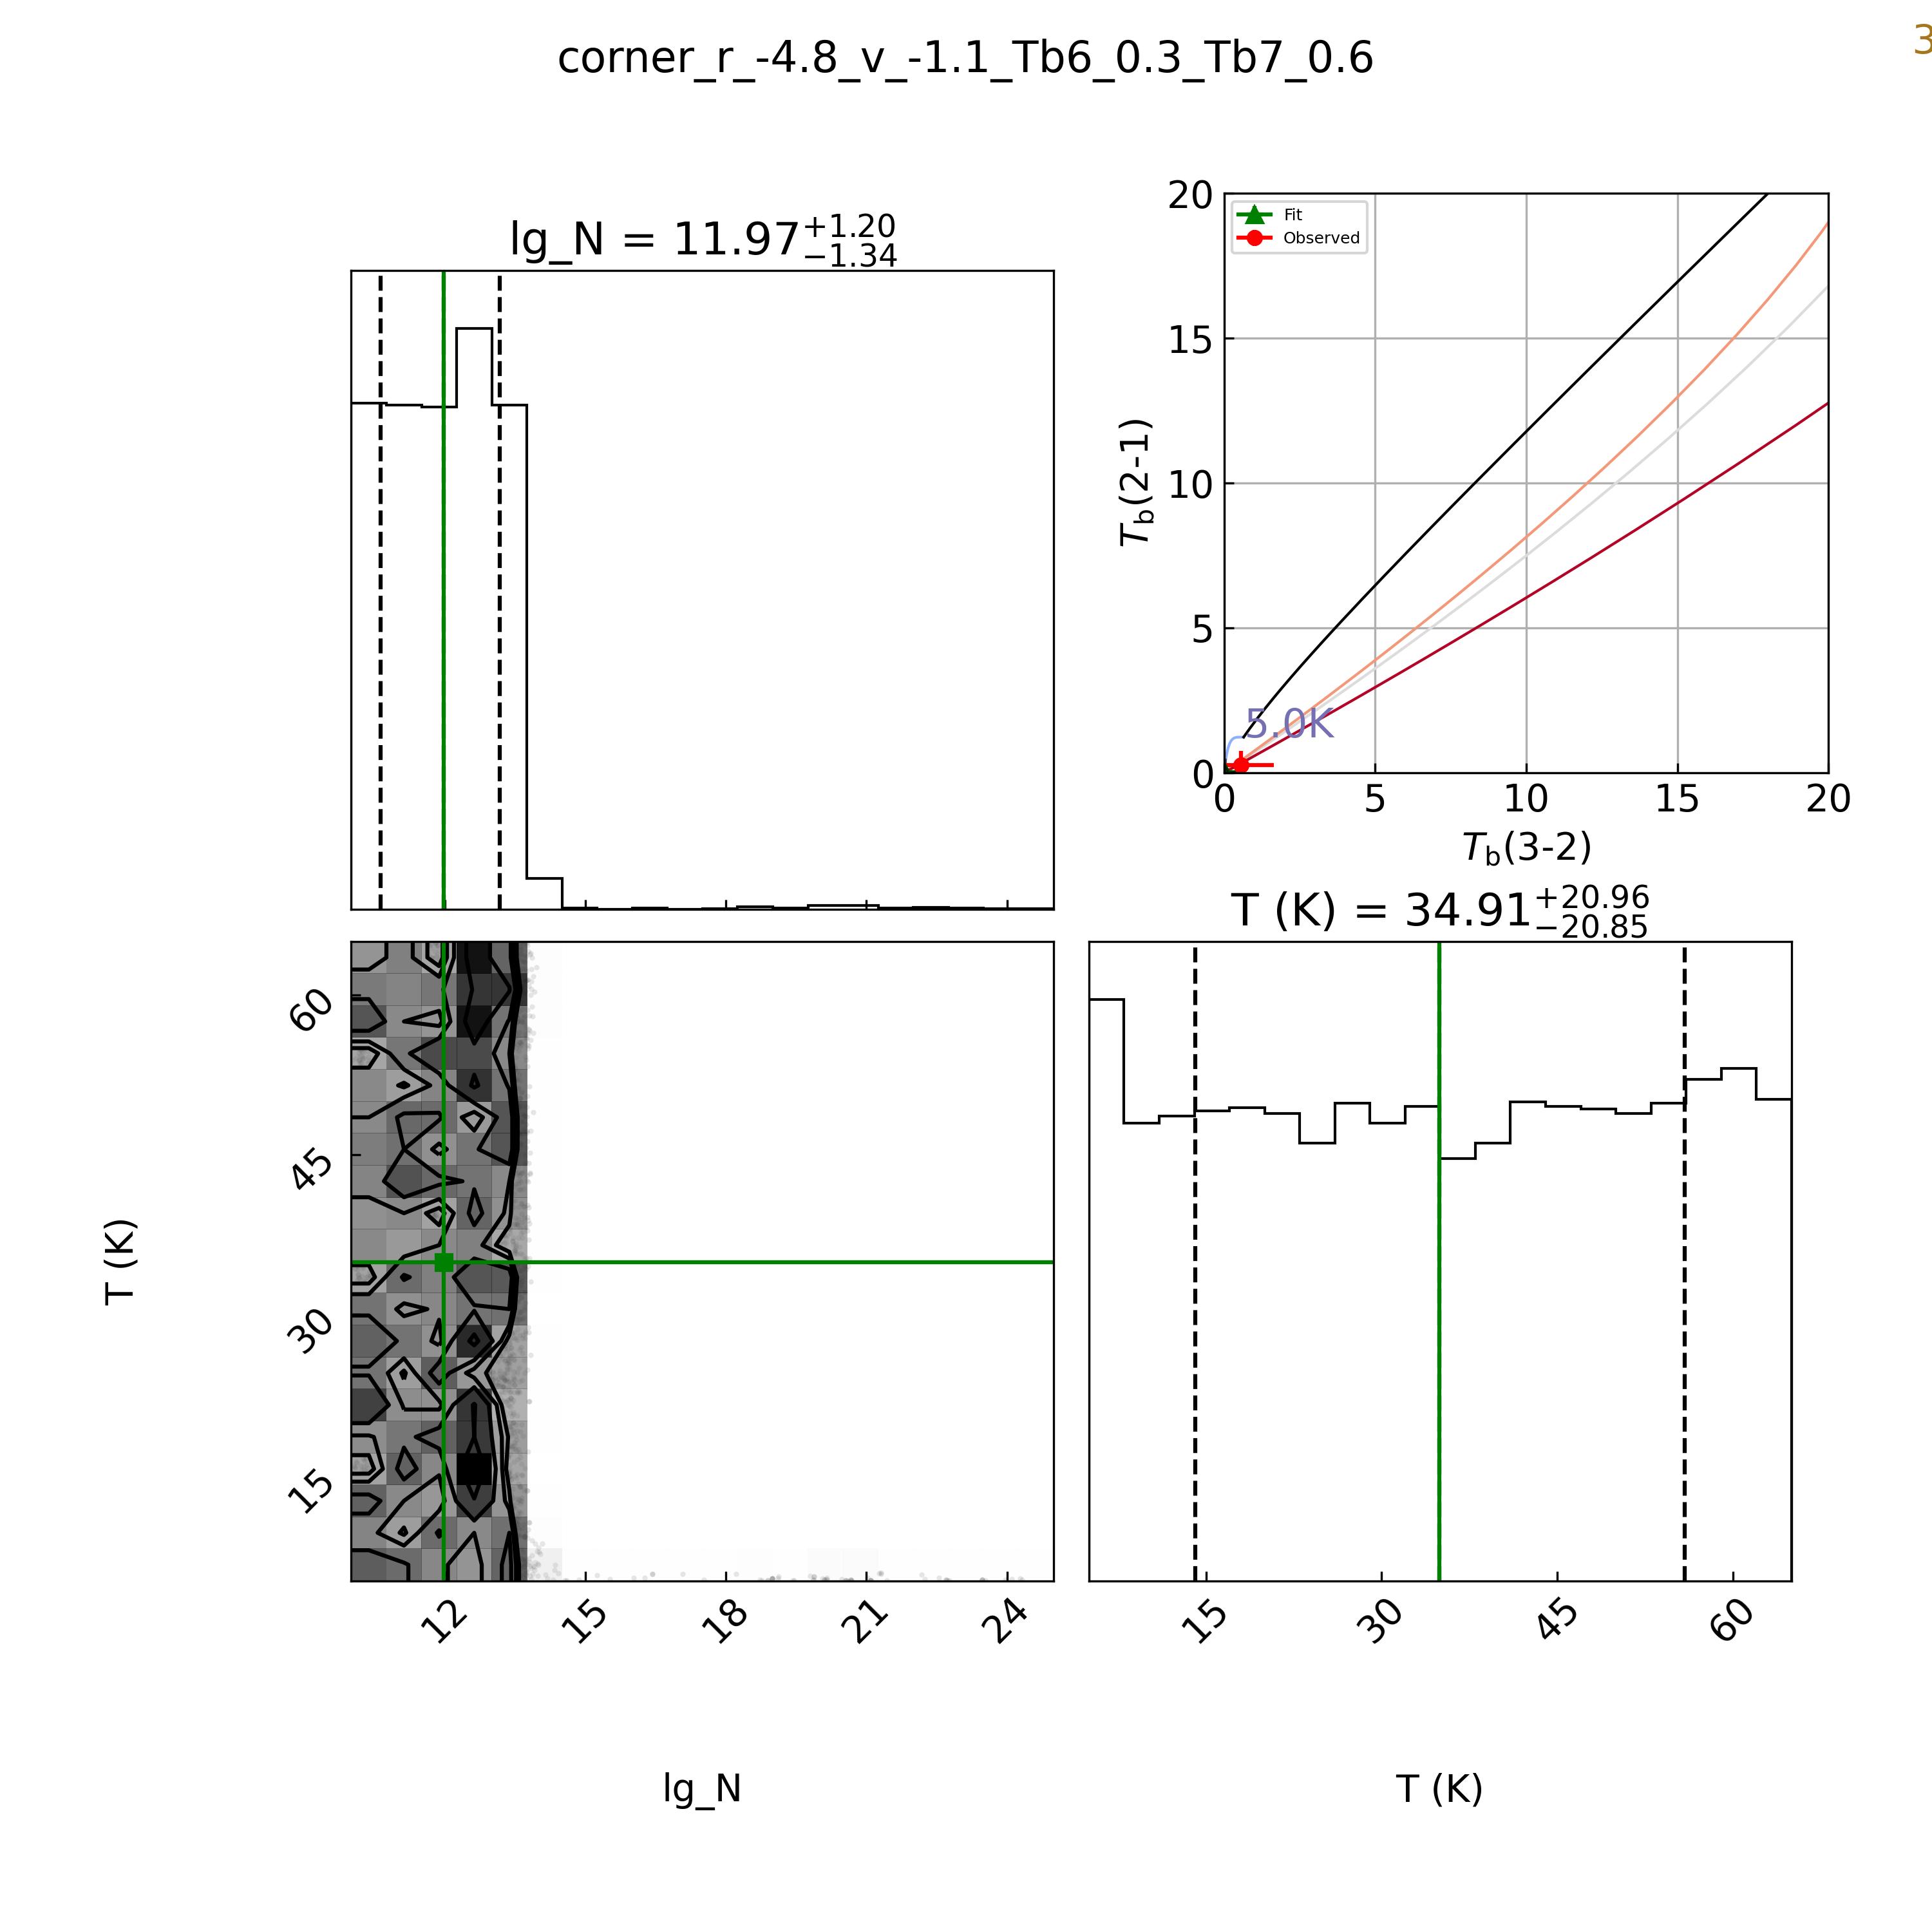 corner_r_-4.8_v_-1.1_Tb6_0.3_Tb7_0.6
3
lg_N = 11.97+1.20−1.34
20
15
10
5
0
Tb(2-1)
Fit
Observed
5.0K
0 5 10 15 20
Tb(3-2)
T (K) = 34.91+20.96−20.85
60
45
30
15
T (K)
12 15 18 21 24
lg_N
15 30 45 60
T (K)